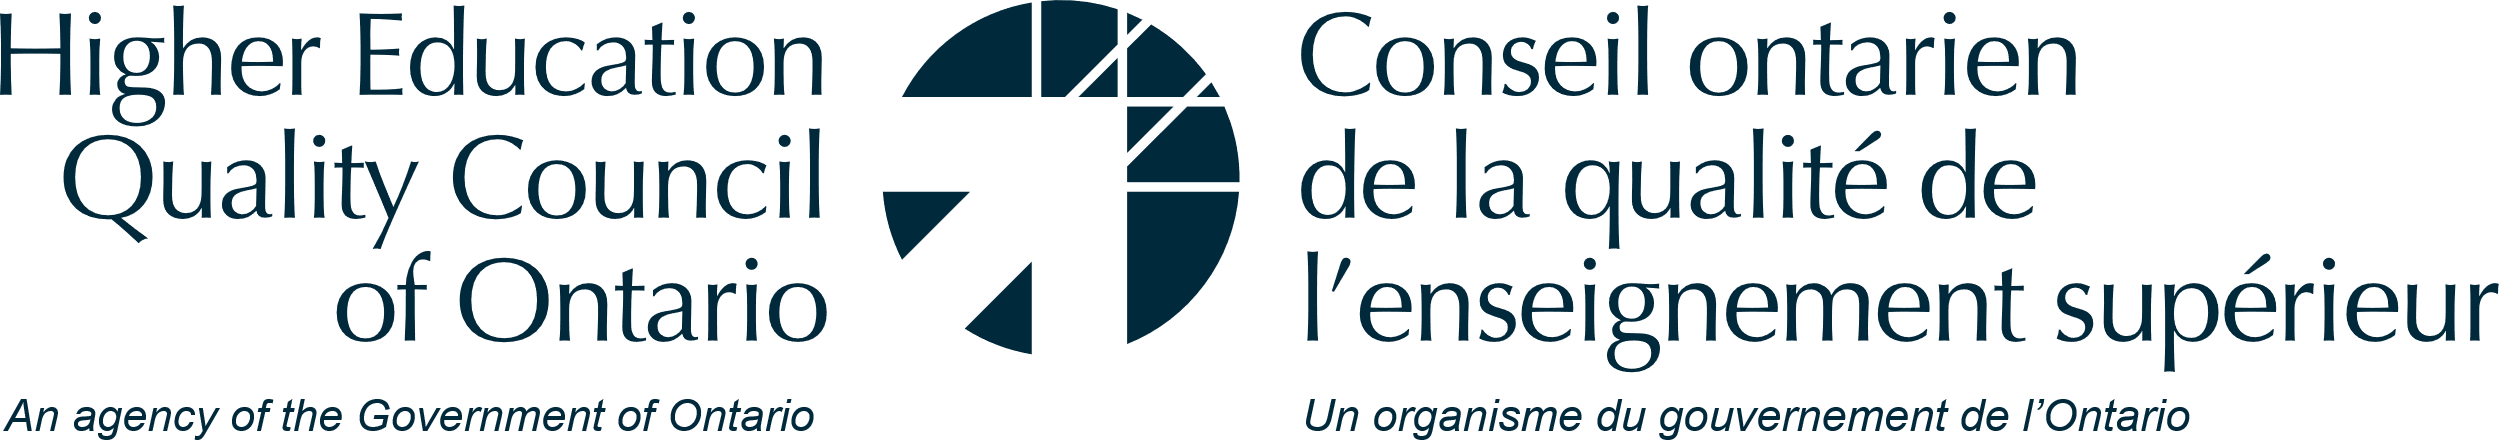 Higher Education
Quality Council
of Ontario
An agency of the Government of Ontario
Conseil ontarien
de la qualité de
l’enseignement supérieur
Un organisme du gouvernement de l’Ontario